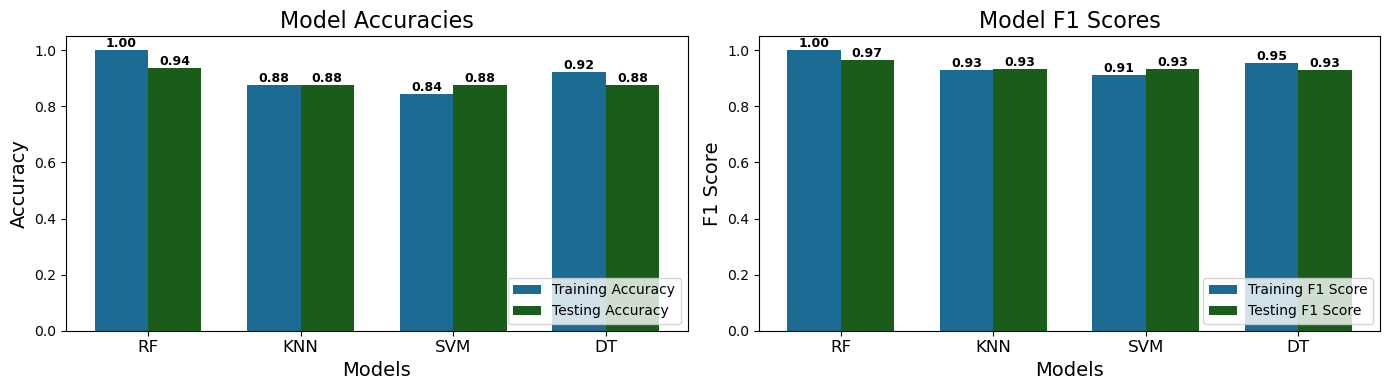 Model Accuracies
1.00
0.94
0.88
0.88
0.84
0.88
0.92
0.88
1.0
0.8
0.6
0.4
0.2
0.0
Accuracy
Training Accuracy
Testing Accuracy
RF
KNN
SVM
DT
Models
Model F1 Scores
1.00
0.97
0.93
0.93
0.91
0.93
0.95
0.93
1.0
0.8
0.6
0.4
0.2
0.0
F1 Score
Training F1 Score
Testing F1 Score
RF
KNN
SVM
DT
Models